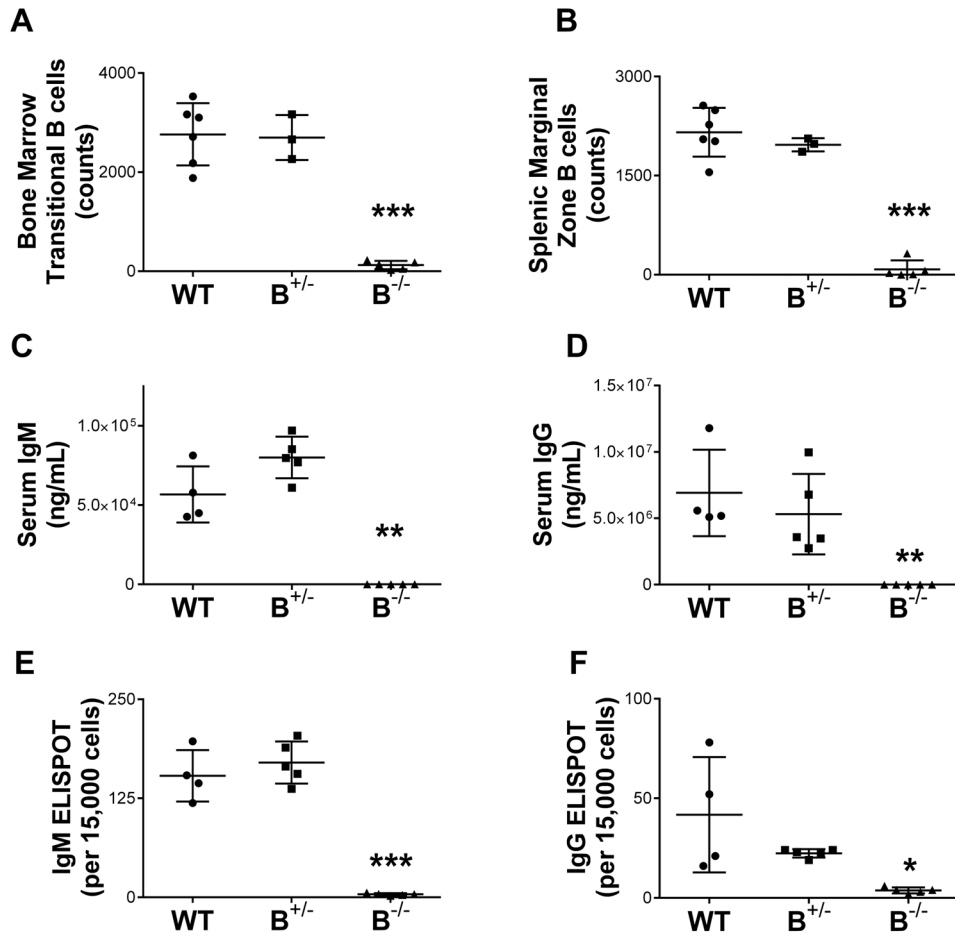 A
Bone Marrow
Transitional B cells
(counts)
4000
2000
0
***
WT
B+/-
B-/-
B
Splenic Marginal
Zone B cells
(counts)
3000
1500
0
***
WT
B+/-
B-/-
C
Serum IgM
(ng/mL)
1.0×10⁵
5.0×10⁴
0
**
WT
B+/-
B-/-
D
Serum IgG
(ng/mL)
1.5×10⁷
1.0×10⁷
5.0×10⁶
0
**
WT
B+/-
B-/-
E
IgM ELISPOT
(per 15,000 cells)
250
125
0
***
WT
B+/-
B-/-
F
IgG ELISPOT
(per 15,000 cells)
100
50
0
*
WT
B+/-
B-/-